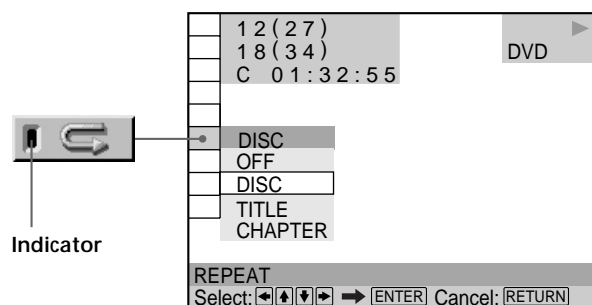 12(27)
18(34)
C 01:32:55
DVD
DISC
OFF
DISC
TITLE
CHAPTER
Indicator
REPEAT
Select: ENTER Cancel: RETURN